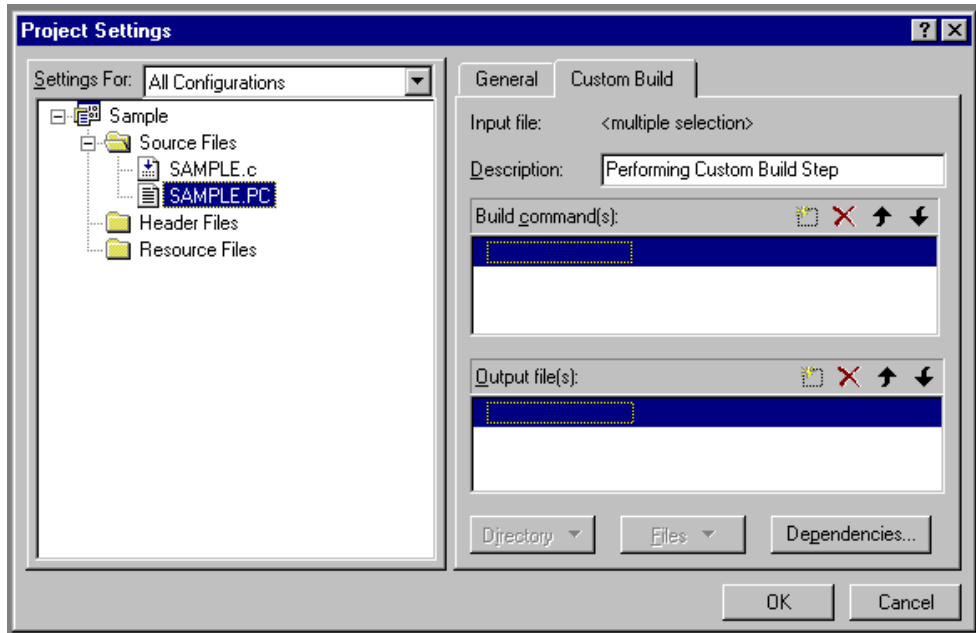 Project Settings
Settings For: All Configurations
Sample
Source Files
SAMPLE.c
SAMPLE.PC
Header Files
Resource Files
General Custom Build
Input file: <multiple selection>
Description: Performing Custom Build Step
Build command(s):
Output file(s):
Directory Files Dependencies...
OK Cancel